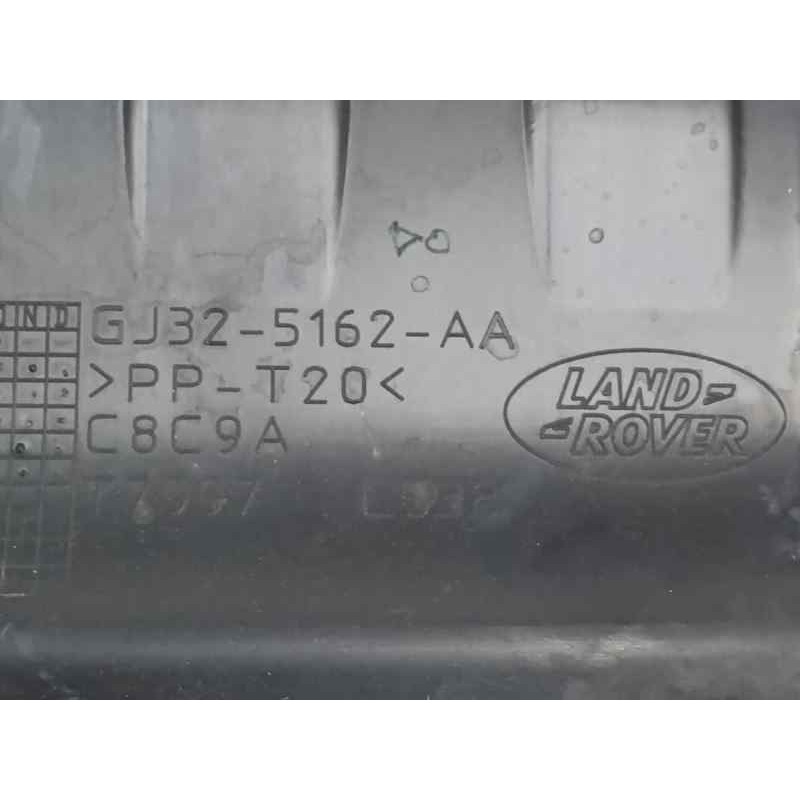 GJ32-5162-AA
>PP-T20<
C8C9A
LAND-
-ROVER